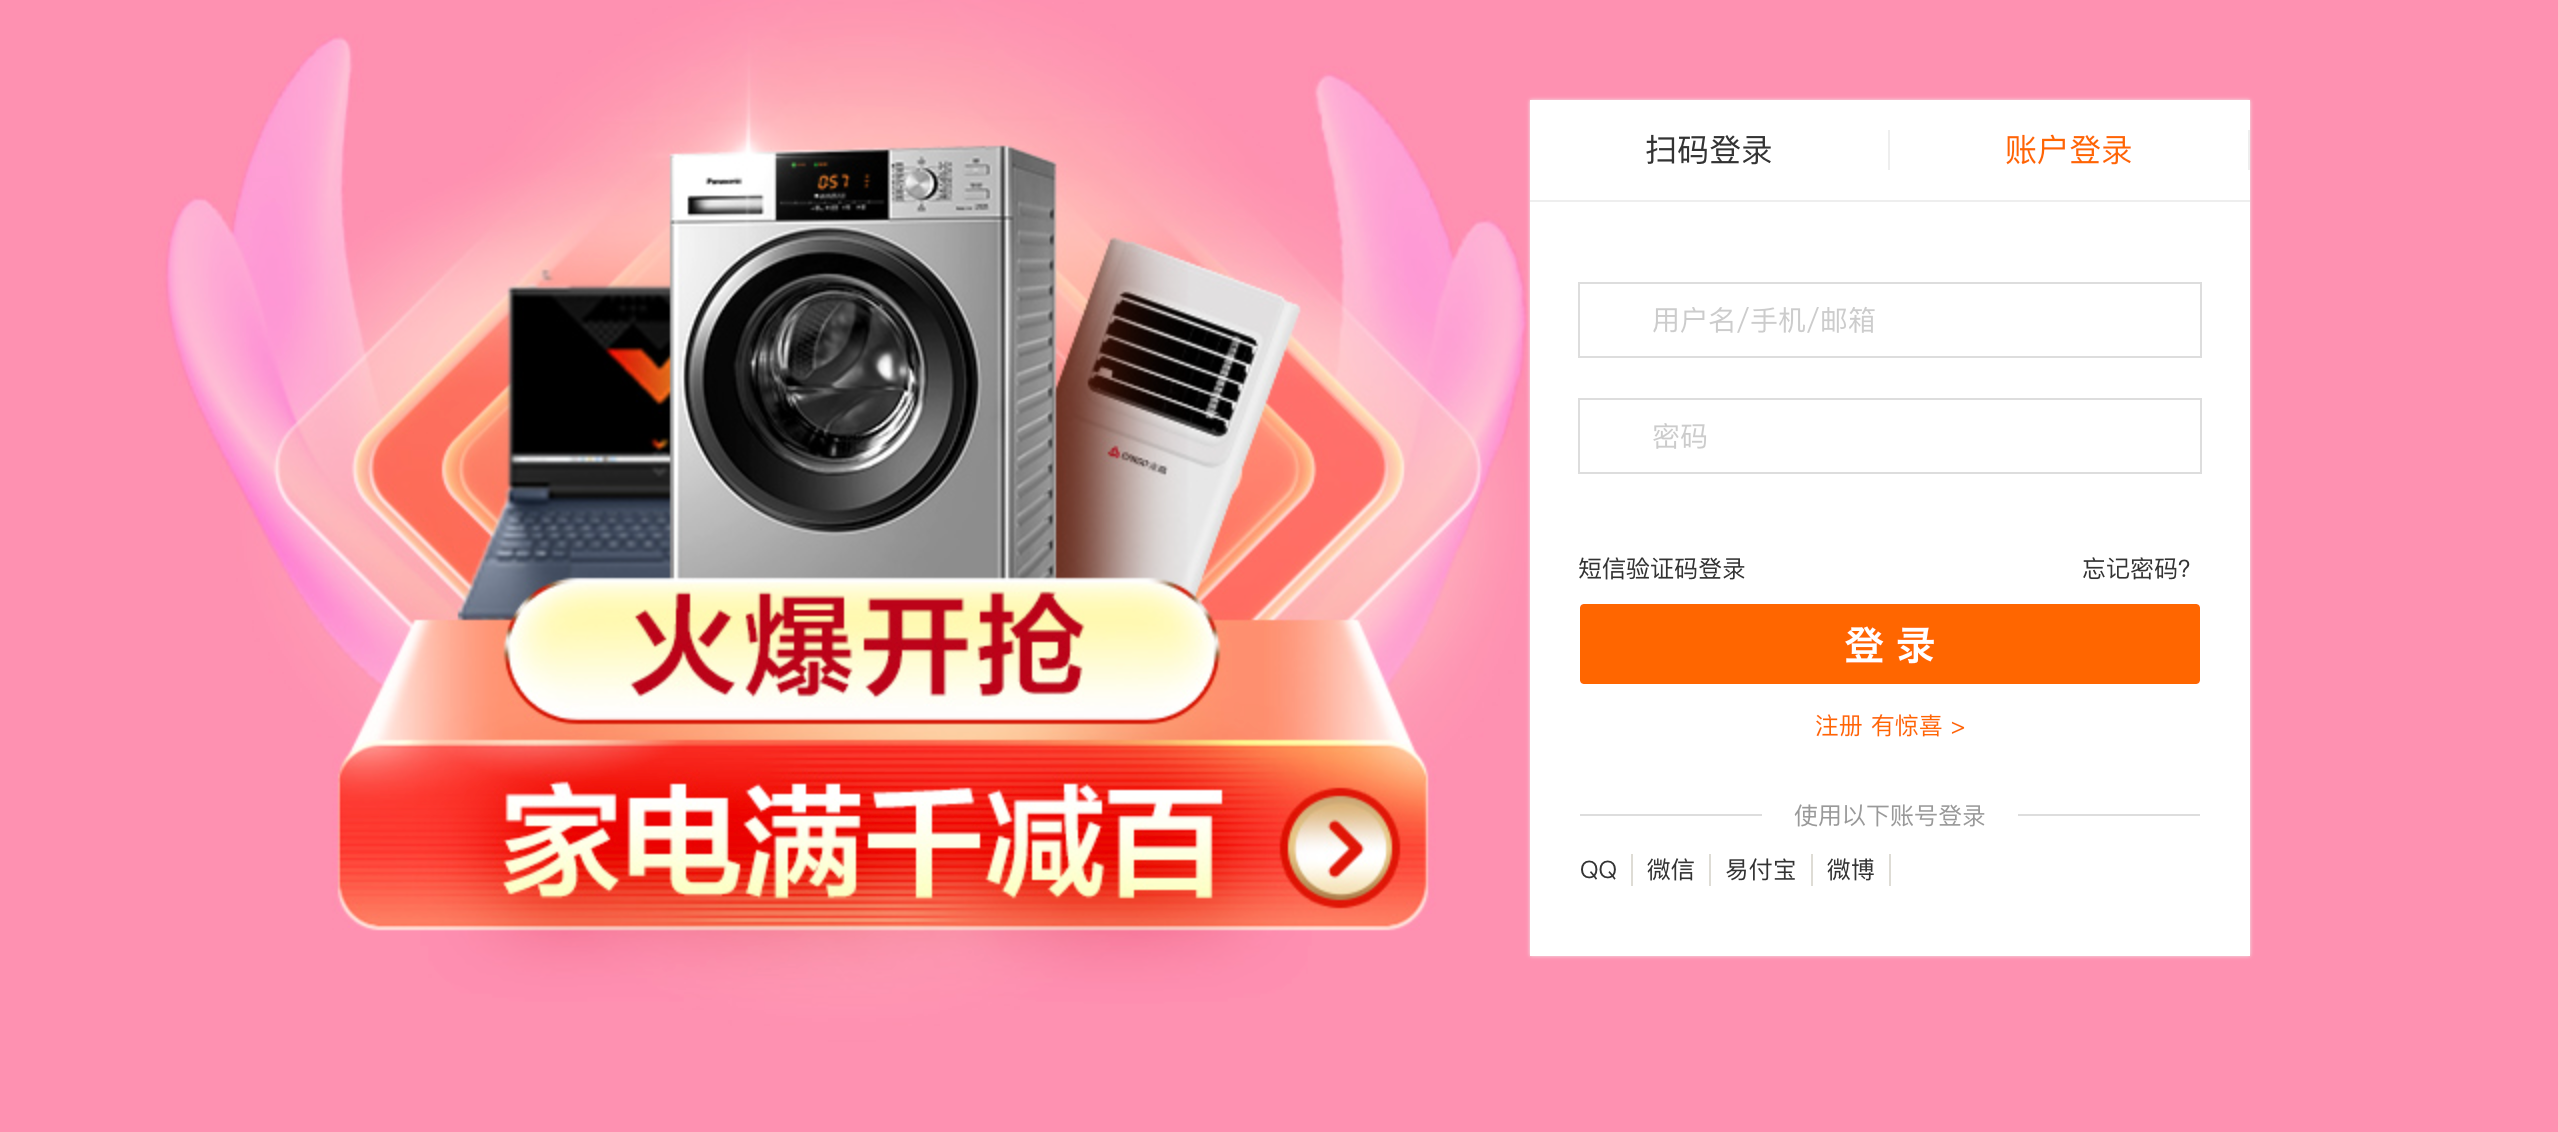 Panasonic
057
火爆开抢
家电满千减百
扫码登录
账户登录
用户名/手机/邮箱
密码
短信验证码登录
忘记密码?
登 录
注册 有惊喜 >
使用以下账号登录
QQ
微信
易付宝
微博